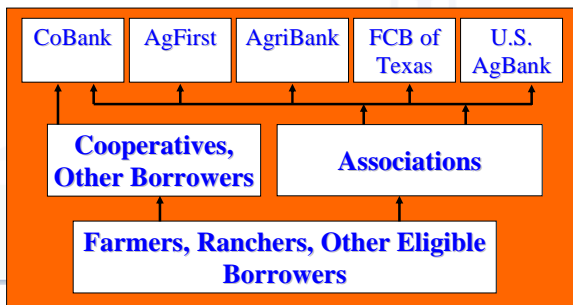 CoBank
AgFirst
AgriBank
FCB of
Texas
U.S.
AgBank
Cooperatives,
Other Borrowers
Associations
Farmers, Ranchers, Other Eligible
Borrowers